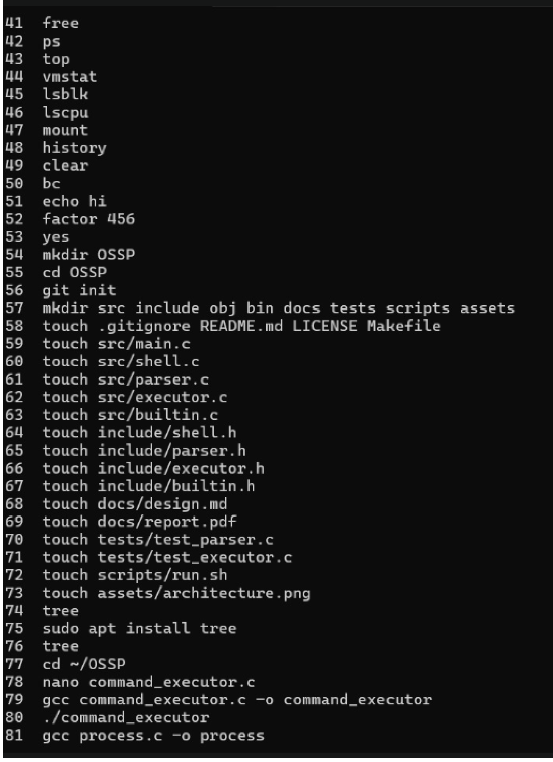 41 free
42 ps
43 top
44 vmstat
45 lsblk
46 lscpu
47 mount
48 history
49 clear
50 bc
51 echo hi
52 factor 456
53 yes
54 mkdir OSSP
55 cd OSSP
56 git init
57 mkdir src include obj bin docs tests scripts assets
58 touch .gitignore README.md LICENSE Makefile
59 touch src/main.c
60 touch src/shell.c
61 touch src/parser.c
62 touch src/executor.c
63 touch src/builtin.c
64 touch include/shell.h
65 touch include/parser.h
66 touch include/executor.h
67 touch include/builtin.h
68 touch docs/design.md
69 touch docs/report.pdf
70 touch tests/test_parser.c
71 touch tests/test_executor.c
72 touch scripts/run.sh
73 touch assets/architecture.png
74 tree
75 sudo apt install tree
76 tree
77 cd ~/OSSP
78 nano command_executor.c
79 gcc command_executor.c -o command_executor
80 ./command_executor
81 gcc process.c -o process